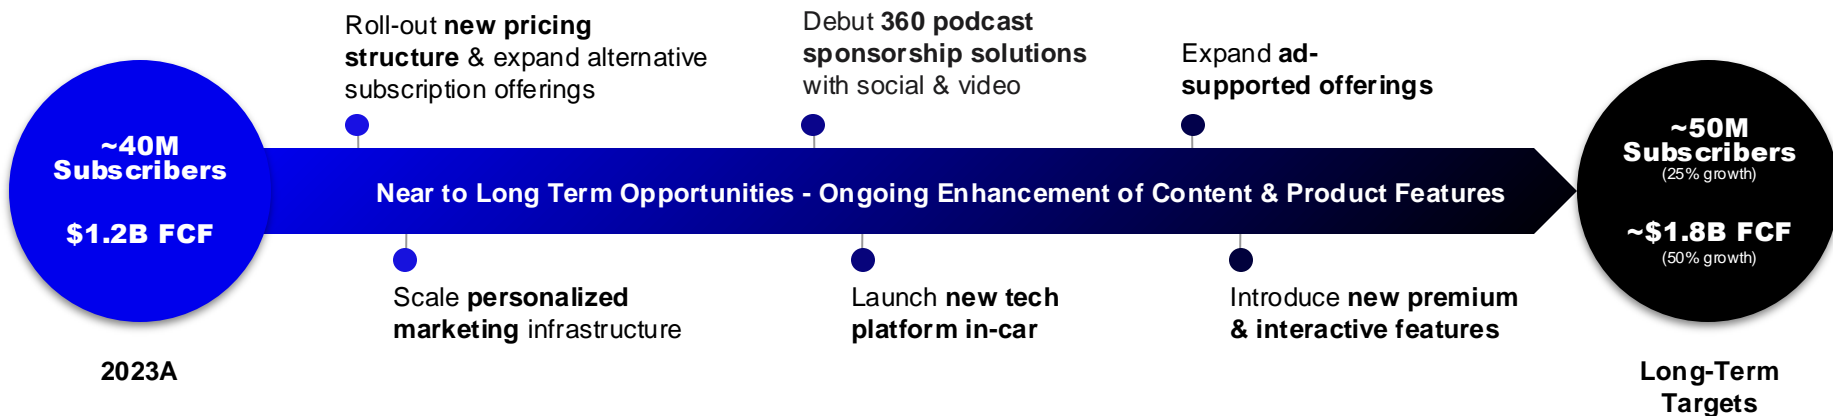 ~40M
Subscribers
$1.2B FCF
2023A
Roll-out new pricing
structure & expand alternative
subscription offerings
Debut 360 podcast
sponsorship solutions
with social & video
Expand ad-
supported offerings
Near to Long Term Opportunities - Ongoing Enhancement of Content & Product Features
Scale personalized
marketing infrastructure
Launch new tech
platform in-car
Introduce new premium
& interactive features
~50M
Subscribers
(25% growth)
~$1.8B FCF
(50% growth)
Long-Term
Targets